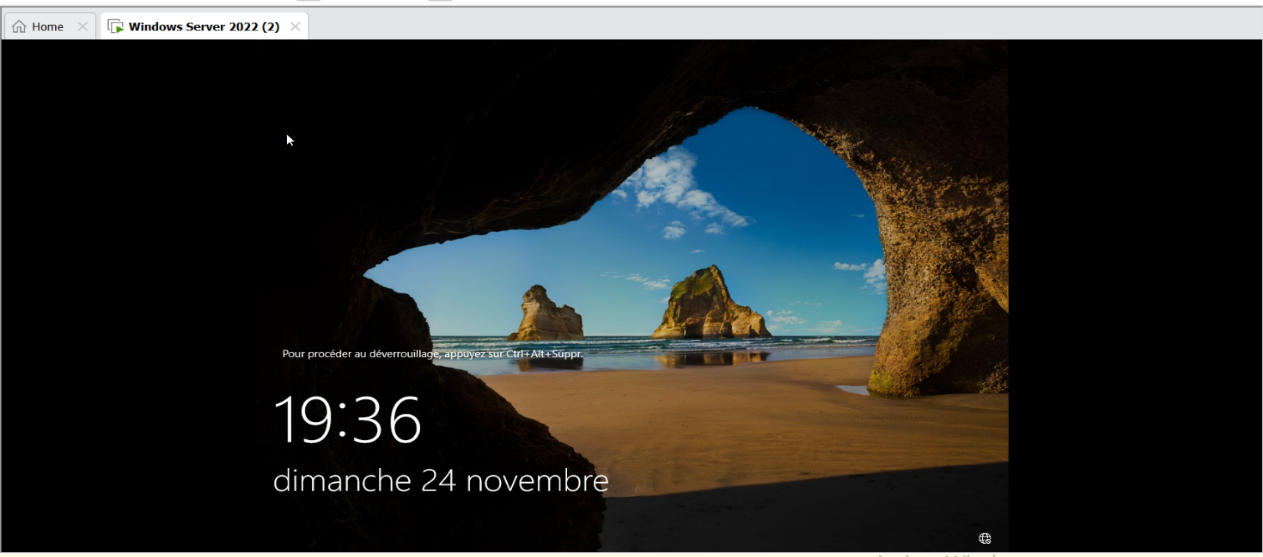 Home
Windows Server 2022 (2)
Pour procéder au déverrouillage, appuyez sur Ctrl+Alt+Suppr.
19:36
dimanche 24 novembre